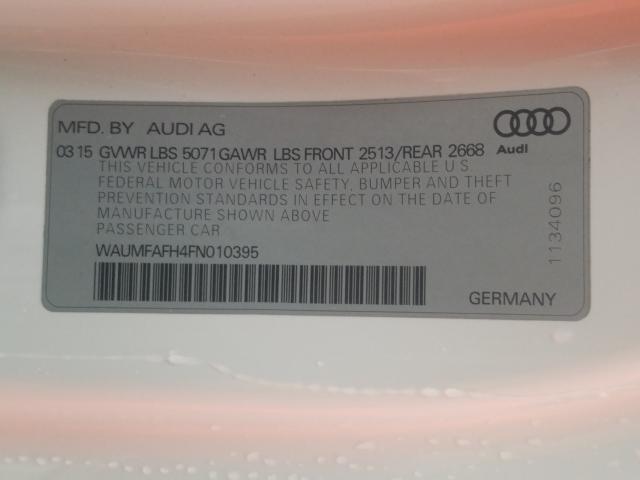 MFD. BY AUDI AG
Audi
03 15 GVWR LBS 5071 GAWR LBS FRONT 2513/REAR 2668
THIS VEHICLE CONFORMS TO ALL APPLICABLE U S
FEDERAL MOTOR VEHICLE SAFETY, BUMPER AND THEFT
PREVENTION STANDARDS IN EFFECT ON THE DATE OF
MANUFACTURE SHOWN ABOVE
PASSENGER CAR
WAUMFAFH4FN010395
GERMANY
1134096